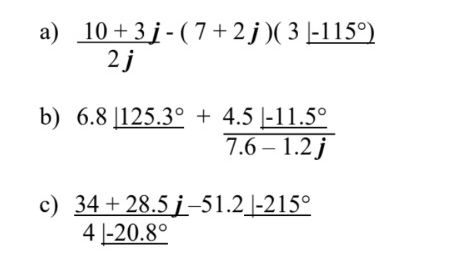 a) 10 + 3 j - ( 7 + 2 j )( 3 |-115°)
2 j
b) 6.8 |125.3° + 4.5 |-11.5°
7.6 – 1.2 j
c) 34 + 28.5 j –51.2 |-215°
4 |-20.8°